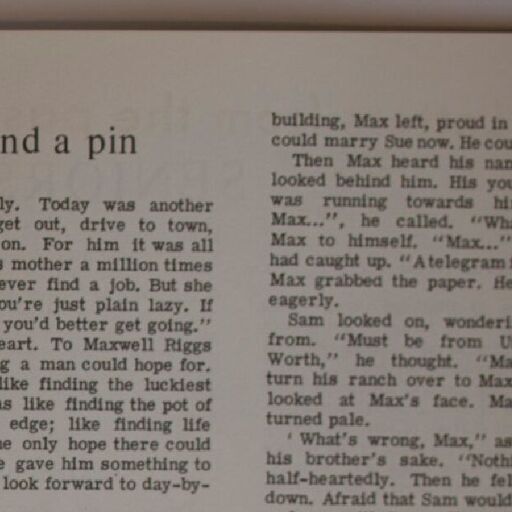 nd a pin
ly. Today was another
get out, drive to town,
on. For him it was all
s mother a million times
ever find a job. But she
ou're just plain lazy. If
you'd better get going."
eart. To Maxwell Riggs
g a man could hope for.
like finding the luckiest
as like finding the pot of
edge; like finding life
e only hope there could
e gave him something to
look forward to day-by-
building, Max left, proud in
could marry Sue now. He cou
Then Max heard his nam
looked behind him. His you
was running towards hi
Max...", he called. "Wha
Max to himself. "Max..."
had caught up. "A telegram f
Max grabbed the paper. He
eagerly.
Sam looked on, wonderi
from. "Must be from U
Worth," he thought. "Ma
turn his ranch over to Max
looked at Max's face. Ma
turned pale.
'What's wrong, Max," as
his brother's sake. "Noth
half-heartedly. Then he fel
down. Afraid that Sam would